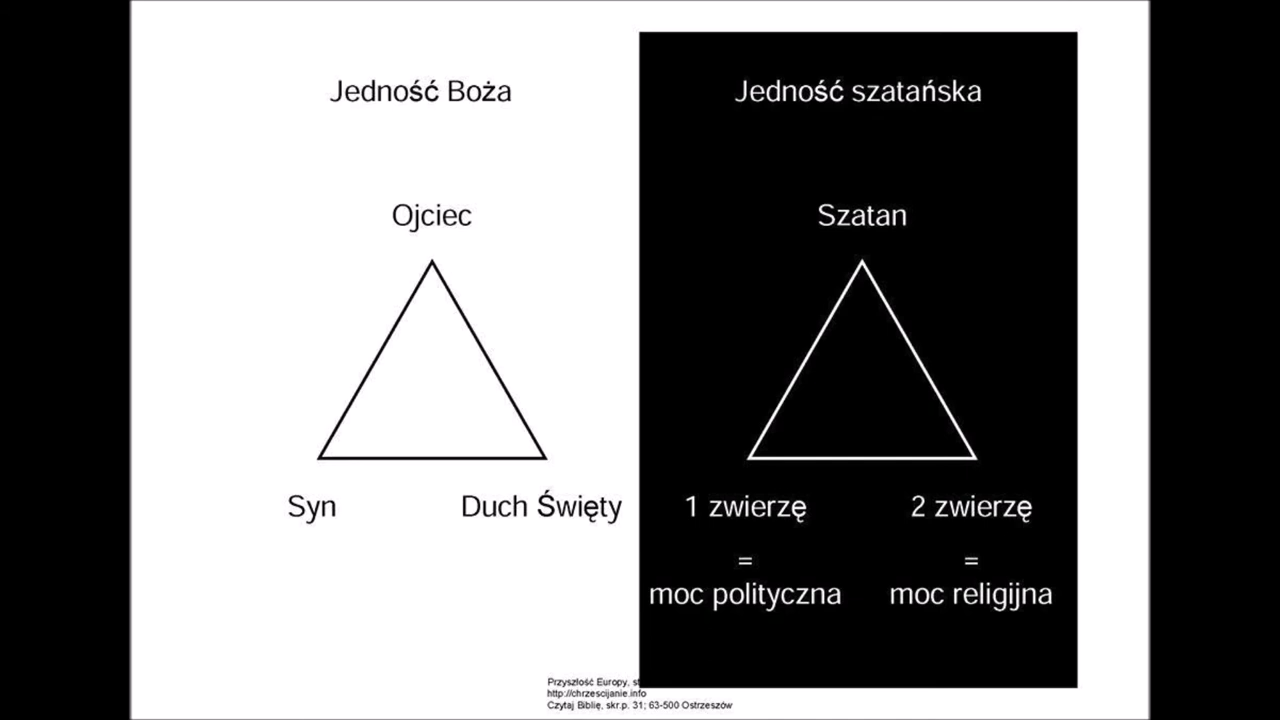 Jedność Boża
Ojciec
Syn
Duch Święty
Jedność szatańska
Szatan
1 zwierzę
2 zwierzę
=
=
moc polityczna
moc religijna
Przyszłość Europy,
http://chrzescijanie.info
Czytaj Biblię, skr.p. 31; 63-500 Ostrzeszów